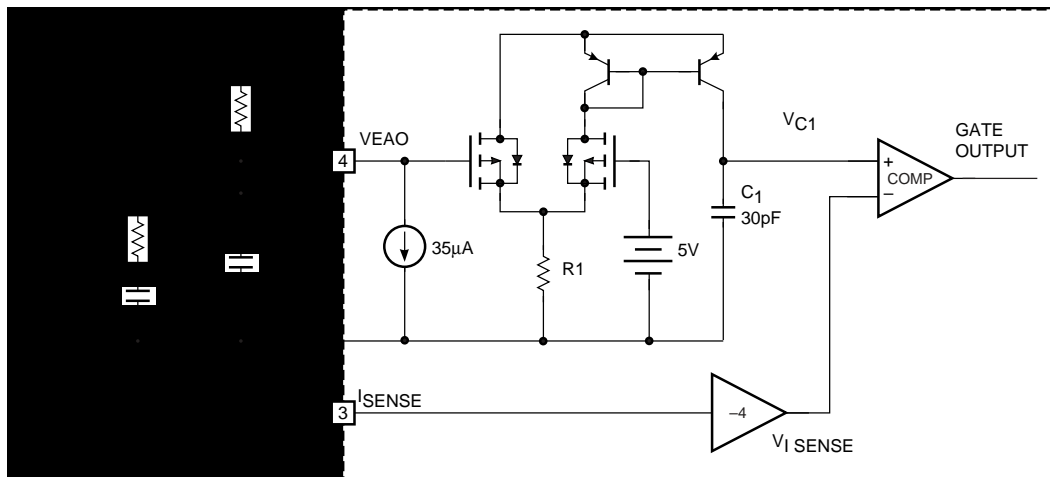 VEAO
4
35µA
R1
5V
C1
30pF
VC1
+
COMP
–
GATE
OUTPUT
ISENSE
3
–4
VI SENSE